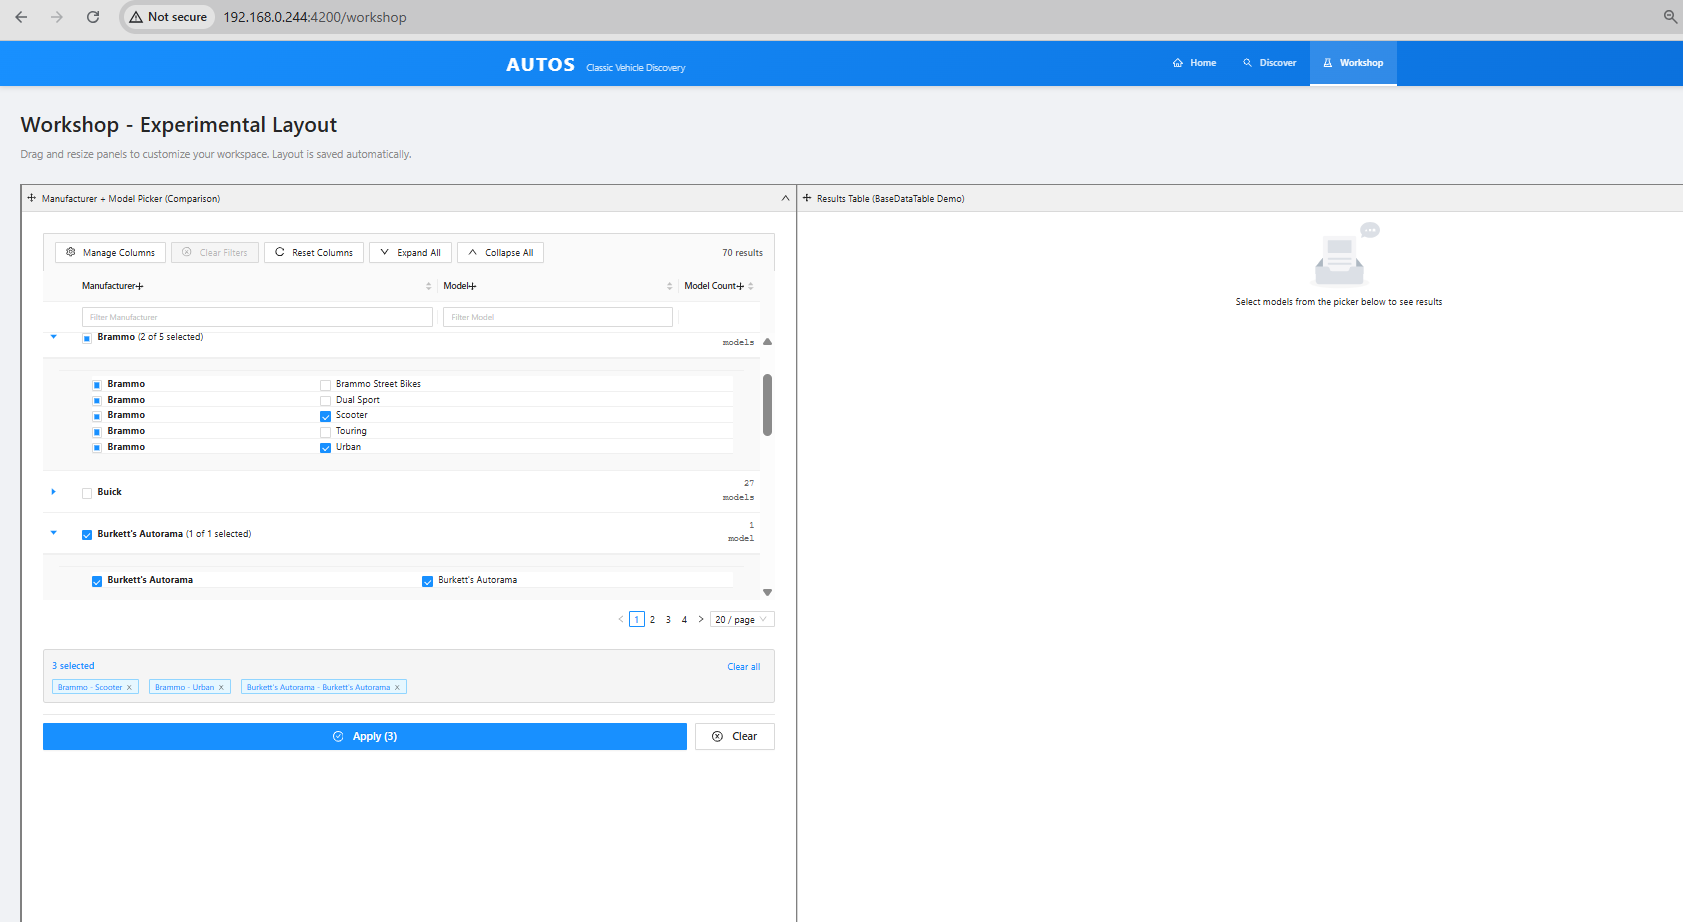 Not secure 192.168.0.244:4200/workshop
AUTOS Classic Vehicle Discovery Home Discover Workshop
Workshop - Experimental Layout
Drag and resize panels to customize your workspace. Layout is saved automatically.
Manufacturer + Model Picker (Comparison)
Manage Columns Clear Filters Reset Columns Expand All Collapse All 70 results
Manufacturer Model Model Count
Filter Manufacturer Filter Model
Brammo (2 of 5 selected) models
Brammo Brammo Street Bikes
Brammo Dual Sport
Brammo Scooter
Brammo Touring
Brammo Urban
Buick 27 models
Burkett's Autorama (1 of 1 selected) 1 model
Burkett's Autorama Burkett's Autorama
< 1 2 3 4 > 20 / page
3 selected Clear all
Brammo - Scooter X Brammo - Urban X Burkett's Autorama - Burkett's Autorama X
Apply (3) Clear
Results Table (BaseDataTable Demo)
Select models from the picker below to see results